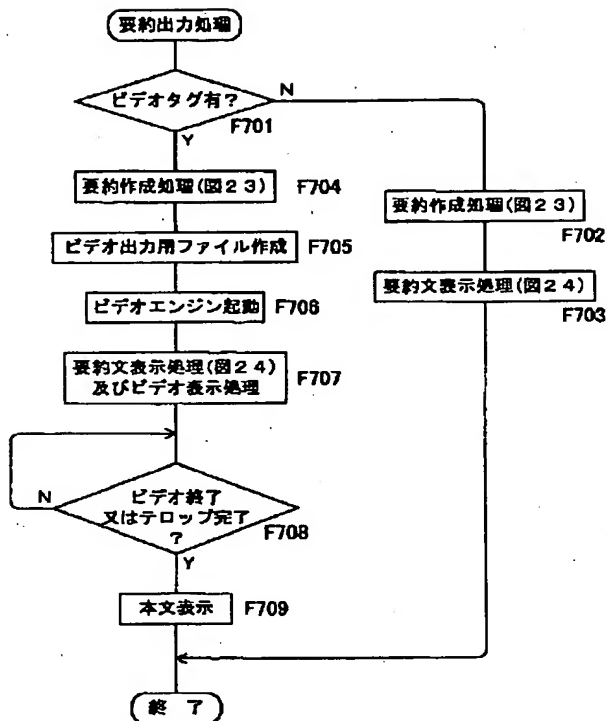 要約出力処理
ビデオタグ有?
N
F701
Y
要約作成処理(図23)
F704
要約作成処理(図23)
F702
ビデオ出力用ファイル作成
F705
要約文表示処理(図24)
F703
ビデオエンジン起動
F706
要約文表示処理(図24)
及びビデオ表示処理
F707
N
ビデオ終了
又はテロップ完了
?
F708
Y
本文表示
F709
終 了